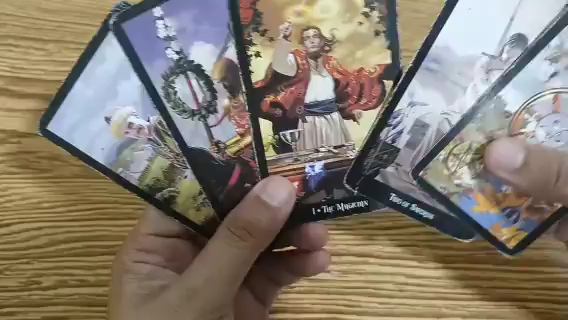 I • The Magician
Two of Swords